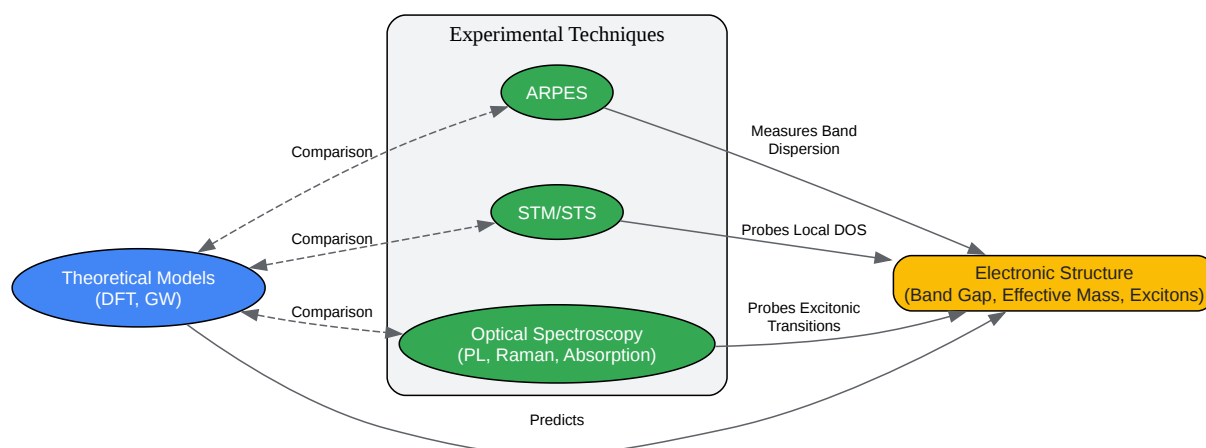 Experimental Techniques
ARPES
Comparison
Measures Band
Dispersion
STM/STS
Comparison
Probes Local DOS
Theoretical Models
(DFT, GW)
Electronic Structure
(Band Gap, Effective Mass, Excitons)
Comparison
Optical Spectroscopy
(PL, Raman, Absorption)
Probes Excitonic
Transitions
Predicts